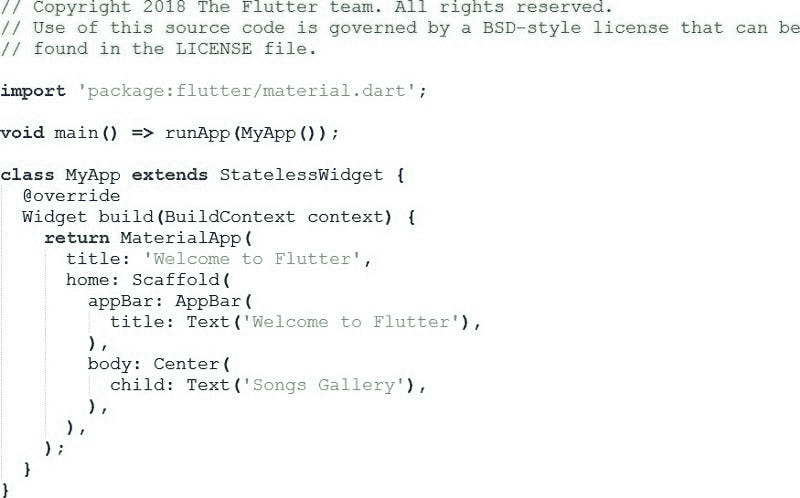 // Copyright 2018 The Flutter team. All rights reserved.
// Use of this source code is governed by a BSD-style license that can be
// found in the LICENSE file.

import 'package:flutter/material.dart';

void main() => runApp(MyApp());

class MyApp extends StatelessWidget {
  @override
  Widget build(BuildContext context) {
    return MaterialApp(
      title: 'Welcome to Flutter',
      home: Scaffold(
        appBar: AppBar(
          title: Text('Welcome to Flutter'),
        ),
        body: Center(
          child: Text('Songs Gallery'),
        ),
      ),
    );
  }
}